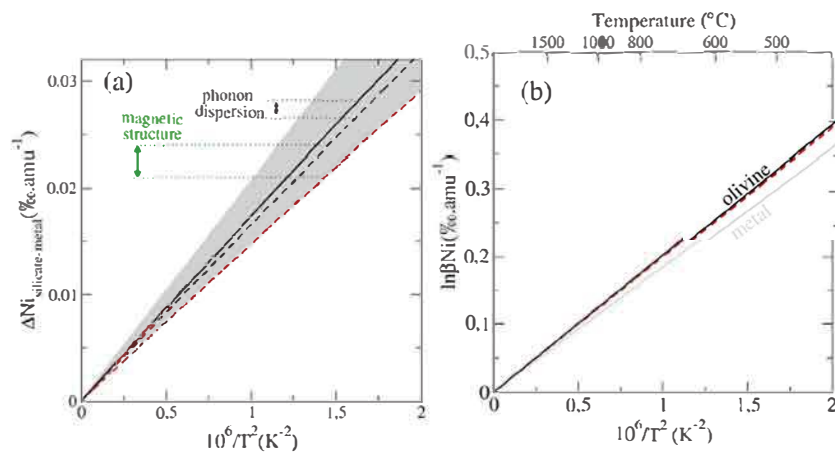 (a)
0.03
0.02
0.01
0
phonon
dispersion
magnetic
structure
ΔNi silicate-metal (‰.amu⁻¹)
0 0.5 1 1.5 2
10⁶/T² (K⁻²)
Temperature (°C)
1500 800 600 500
(b)
0,5
0,4
0,3
0,2
0,1
0
olivine
metal
lnβNi (‰.amu⁻¹)
0 0.5 1 1.5 2
10⁶/T² (K⁻²)